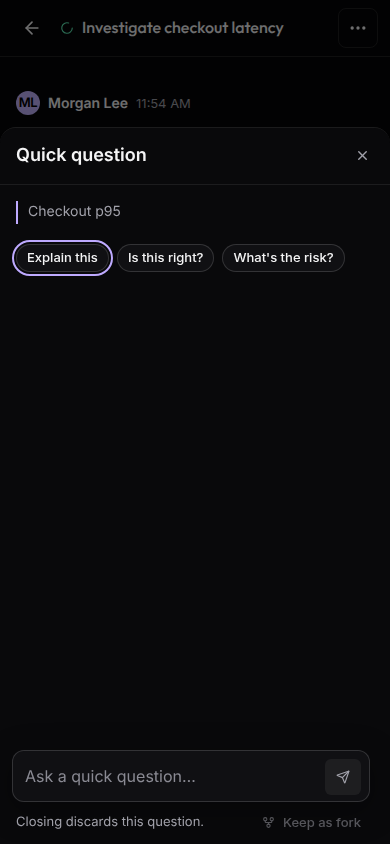 Investigate checkout latency
ML Morgan Lee 11:54 AM
Quick question
Checkout p95
Explain this Is this right? What's the risk?
Ask a quick question...
Closing discards this question. Keep as fork